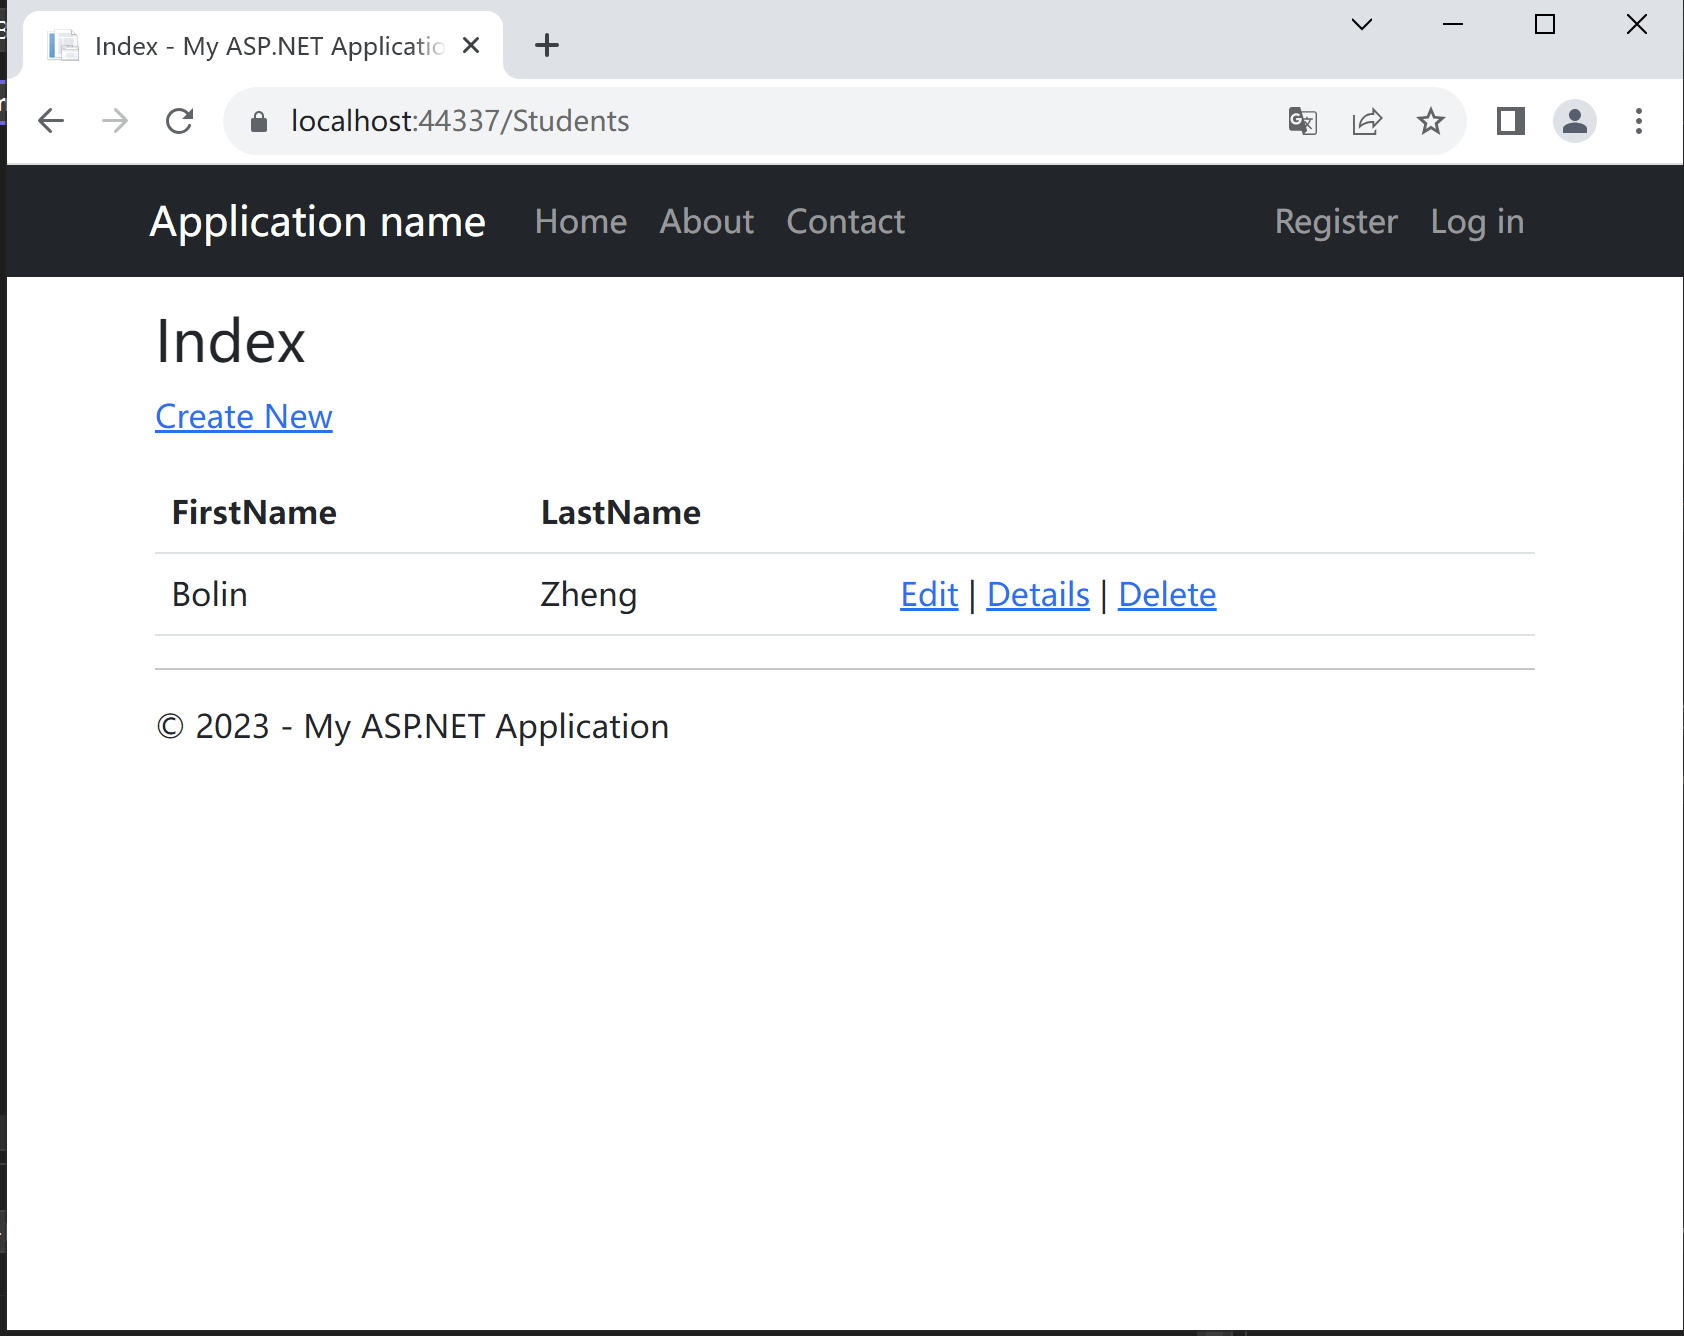 Index - My ASP.NET Applicatio
localhost:44337/Students
Application name Home About Contact Register Log in
Index
Create New
FirstName LastName
Bolin Zheng Edit | Details | Delete
© 2023 - My ASP.NET Application